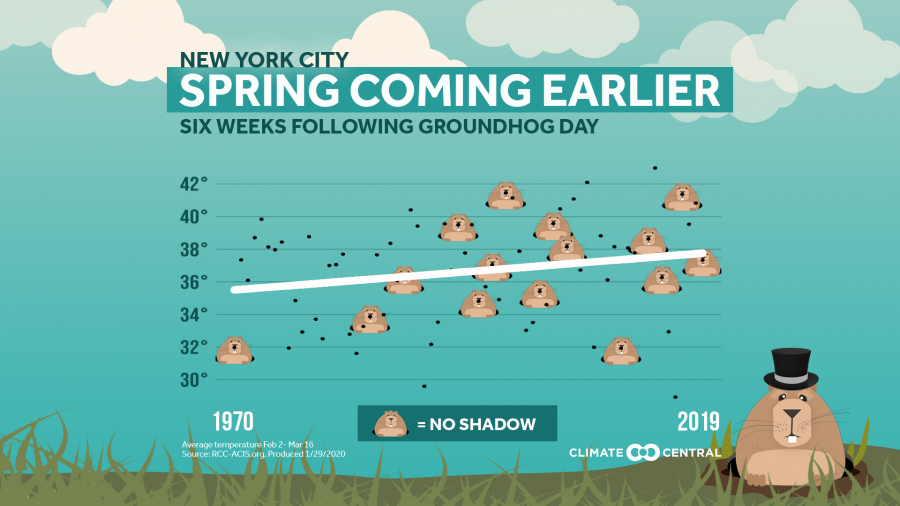 NEW YORK CITY
SPRING COMING EARLIER
SIX WEEKS FOLLOWING GROUNDHOG DAY
42°
40°
38°
36°
34°
32°
30°
1970
2019
= NO SHADOW
Average temperature Feb 2- Mar 16
Source: RCC-ACIS.org, Produced 1/29/2020
CLIMATE CENTRAL